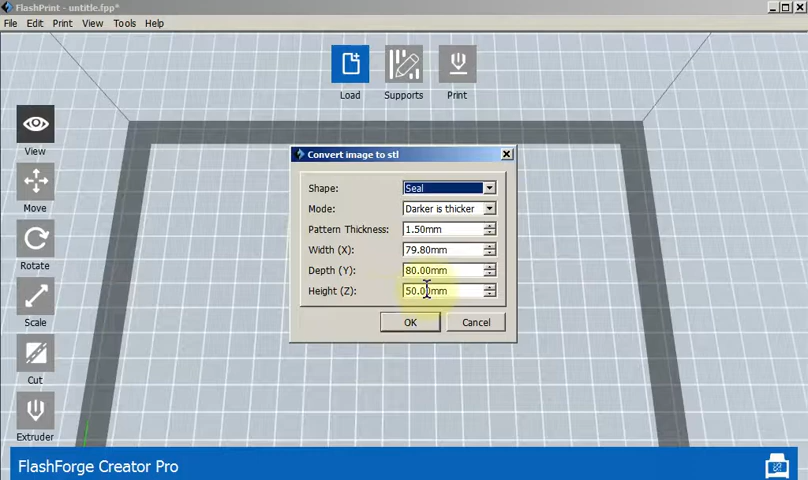 FlashPrint - untitle.fpp*
File Edit Print View Tools Help
Load Supports Print
View
Move
Rotate
Scale
Cut
Extruder
Convert image to stl
Shape: Seal
Mode: Darker is thicker
Pattern Thickness: 1.50mm
Width (X): 79.80mm
Depth (Y): 80.00mm
Height (Z): 50.00mm
OK Cancel
FlashForge Creator Pro